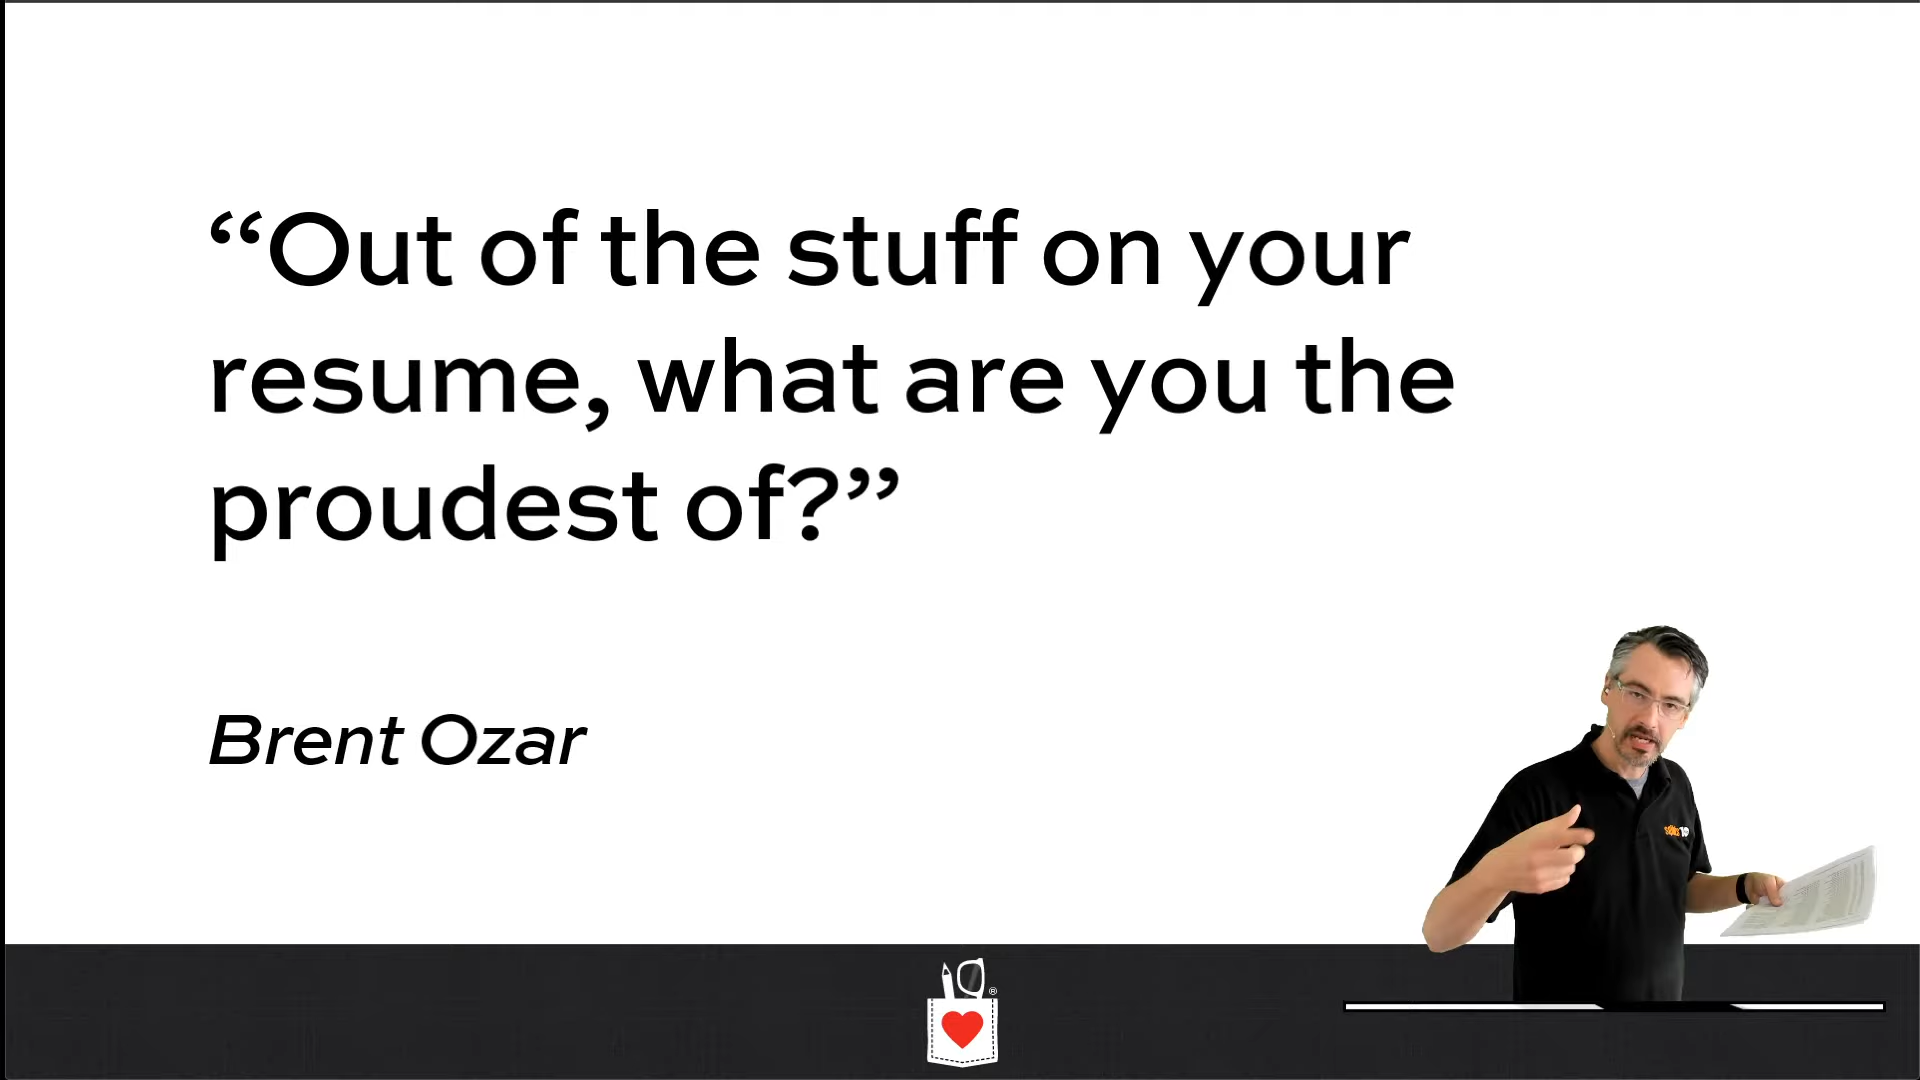 “Out of the stuff on your
resume, what are you the
proudest of?”
Brent Ozar
®